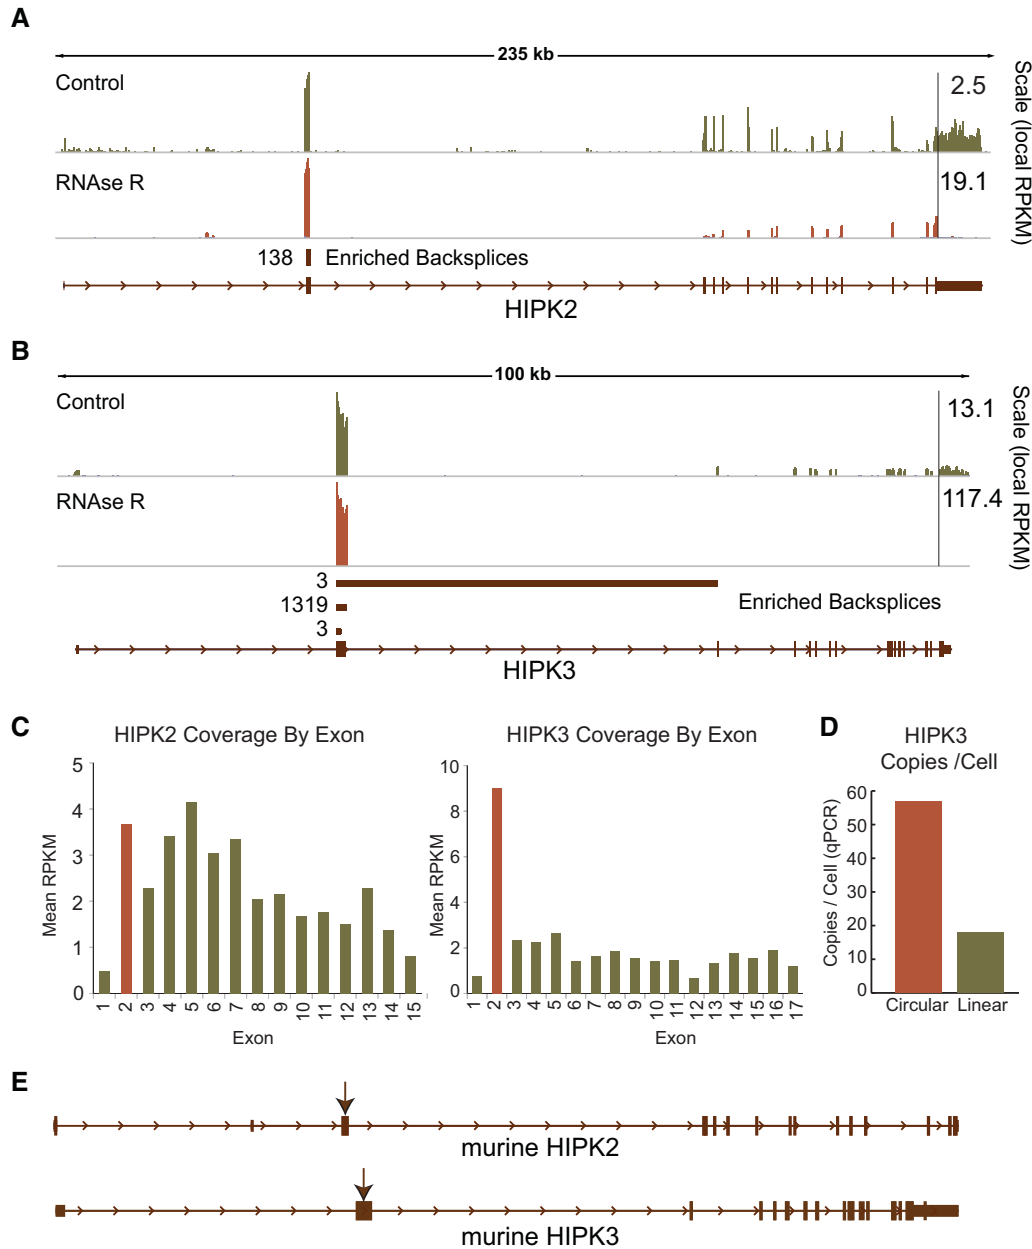 A
235 kb
Control
2.5
RNAse R
19.1
Scale (local RPKM)
138 Enriched Backsplices
HIPK2
B
100 kb
Control
13.1
RNAse R
117.4
Scale (local RPKM)
3
1319
Enriched Backsplices
3
HIPK3
C
HIPK2 Coverage By Exon
Mean RPKM
5
4
3
2
1
0
1 2 3 4 5 6 7 8 9 10 11 12 13 14 15
Exon
HIPK3 Coverage By Exon
Mean RPKM
10
8
6
4
2
0
1 2 3 4 5 6 7 8 9 10 11 12 13 14 15 16 17
Exon
D
HIPK3
Copies /Cell
Copies / Cell (qPCR)
60
50
40
30
20
10
0
Circular Linear
E
murine HIPK2
murine HIPK3